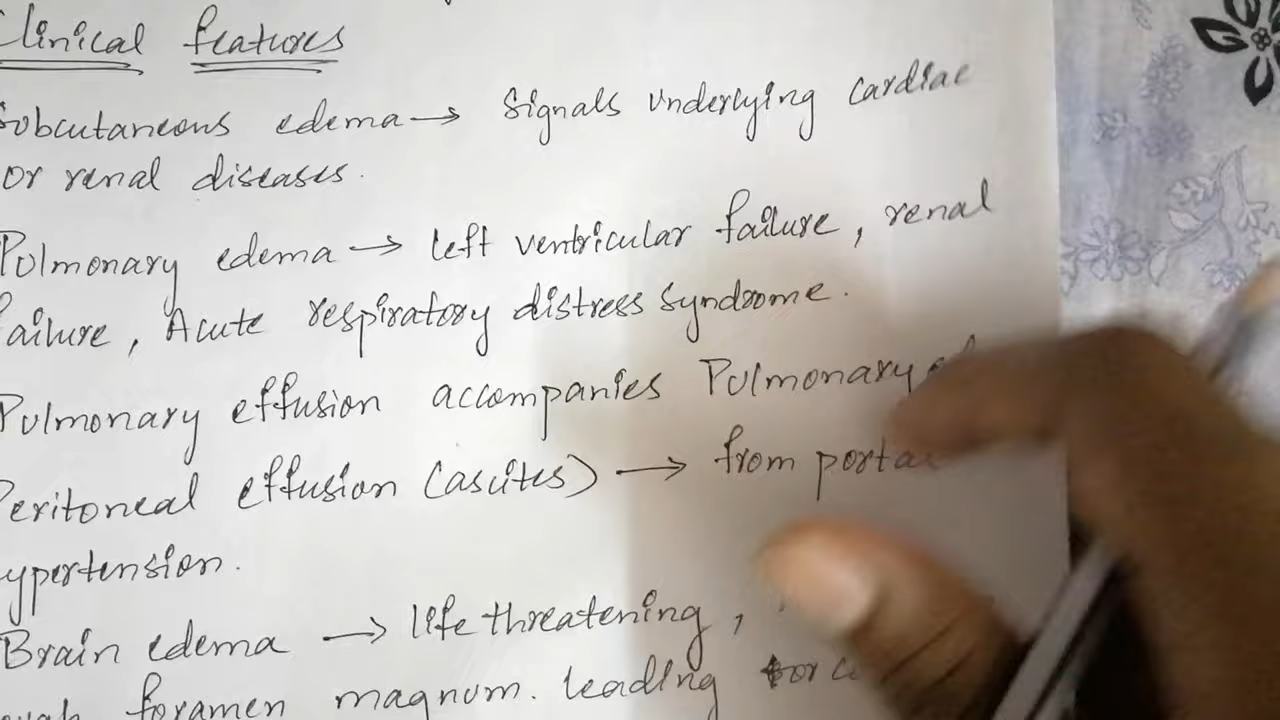 Clinical features
Subcutaneous edema → Signals underlying cardiac
or renal diseases.
Pulmonary edema → left ventricular failure, renal
failure, Acute respiratory distress syndrome.
Pulmonary effusion accompanies Pulmonary
Peritoneal effusion (ascites) → from portal
hypertension.
Brain edema → life threatening,
foramen magnum. leading